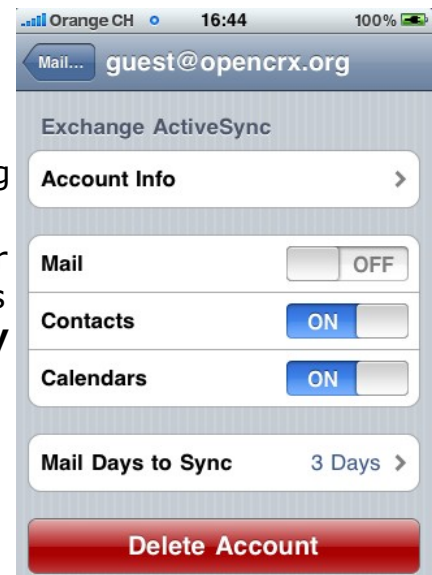 Orange CH 16:44 100%
Mail... guest@opencrx.org
Exchange ActiveSync
Account Info
Mail OFF
Contacts ON
Calendars ON
Mail Days to Sync 3 Days
Delete Account